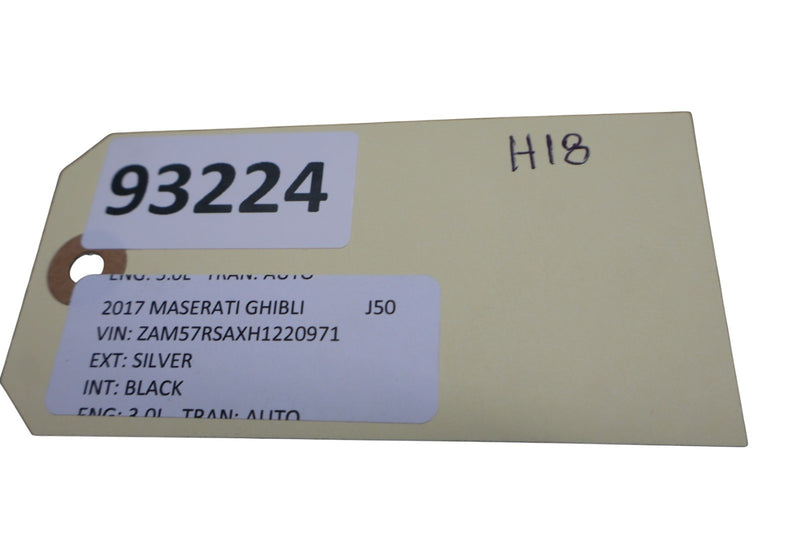 93224
H18
ENG: 3.0L TRAN: AUTO
2017 MASERATI GHIBLI J50
VIN: ZAM57RSAXH1220971
EXT: SILVER
INT: BLACK
ENG: 3.0L TRAN: AUTO